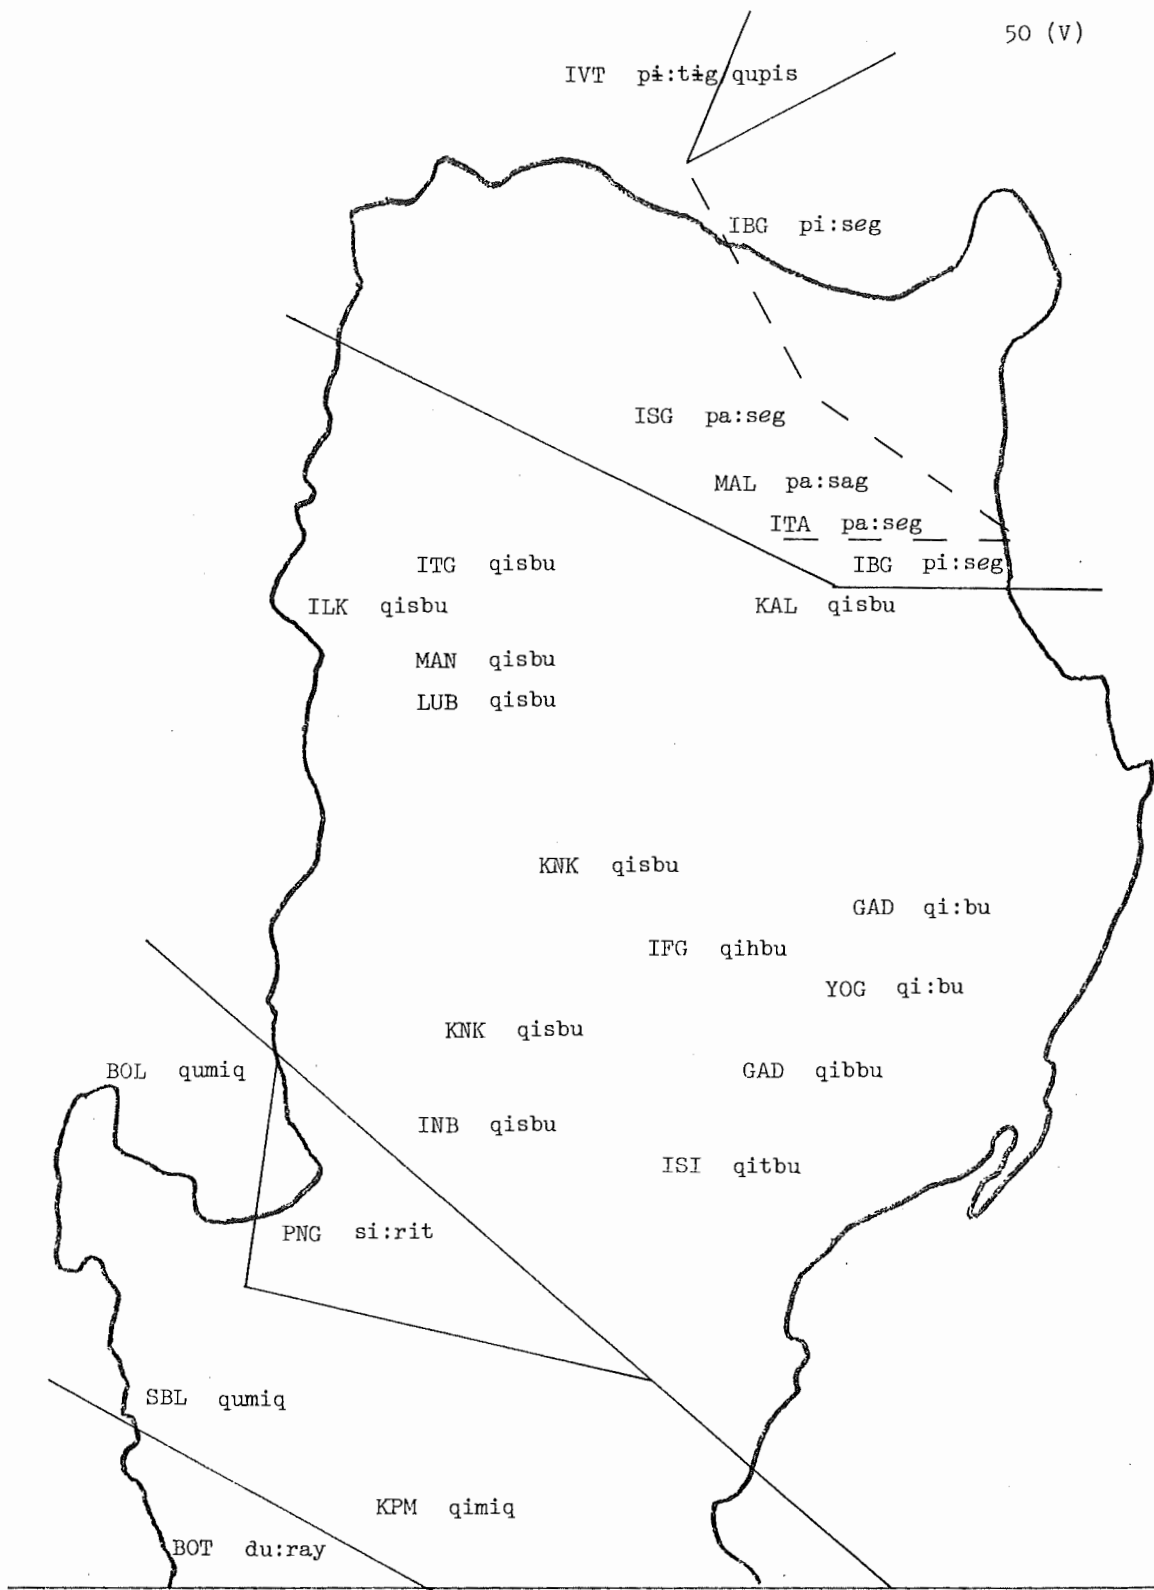 50 (V)
IVT pɨ:tɨg/qupis
IBG pi:seg
ISG pa:seg
MAL pa:sag
ITA pa:seg
ITG qisbu
IBG pi:seg
ILK qisbu
KAL qisbu
MAN qisbu
LUB qisbu
KNK qisbu
GAD qi:bu
IFG qihbu
YOG qi:bu
KNK qisbu
BOL qumiq
GAD qibbu
INB qisbu
ISI qitbu
PNG si:rit
SBL qumiq
KPM qimiq
BOT du:ray